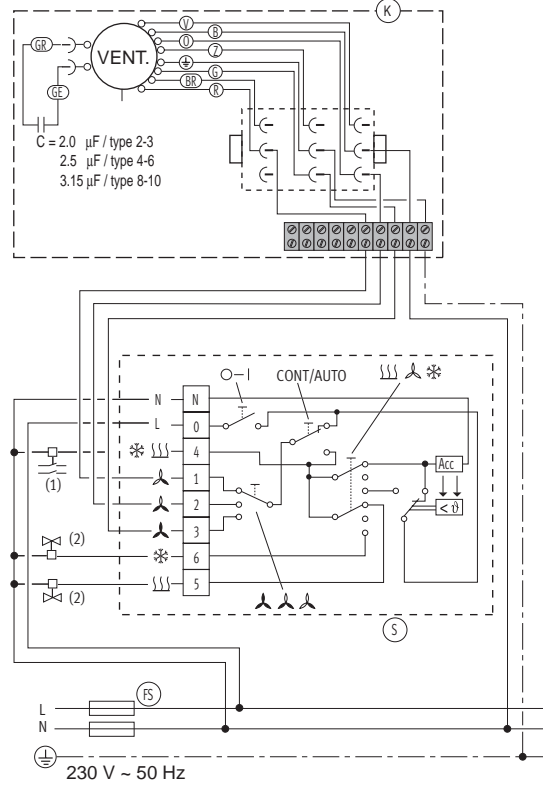 K
V
B
O
Z
G
BR
R
GR
GE
VENT.
C = 2.0 µF / type 2-3
2.5 µF / type 4-6
3.15 µF / type 8-10
O–I
CONT/AUTO
N N
L 0
4
1
2
3
6
5
(1)
(2)
(2)
Acc
< ϑ
S
FS
L
N
230 V ~ 50 Hz